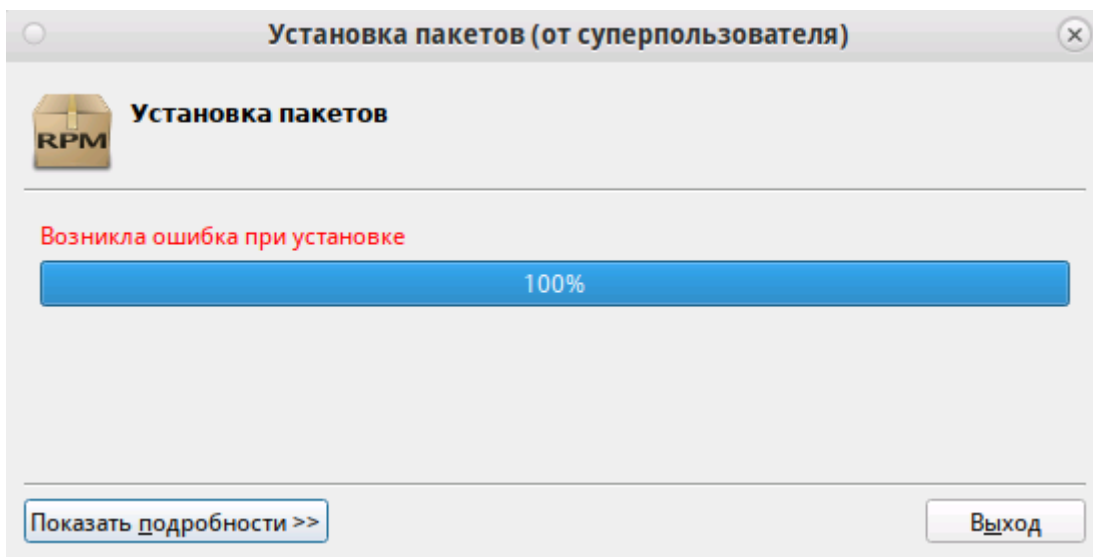 Установка пакетов (от суперпользователя)
RPM
Установка пакетов
Возникла ошибка при установке
100%
Показать подробности >>
Выход